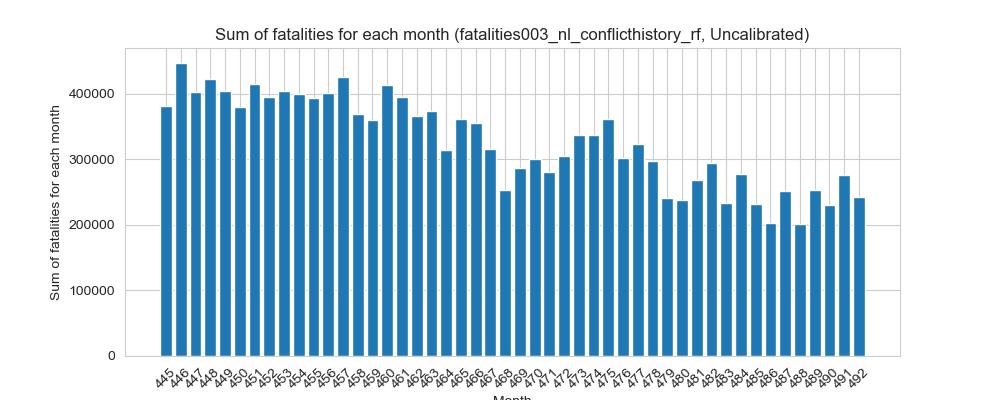 Sum of fatalities for each month (fatalities003_nl_conflicthistory_rf, Uncalibrated)
Sum of fatalities for each month
400000
300000
200000
100000
0
445 446 447 448 449 450 451 452 453 454 455 456 457 458 459 460 461 462 463 464 465 466 467 468 469 470 471 472 473 474 475 476 477 478 479 480 481 482 483 484 485 486 487 488 489 490 491 492
Month